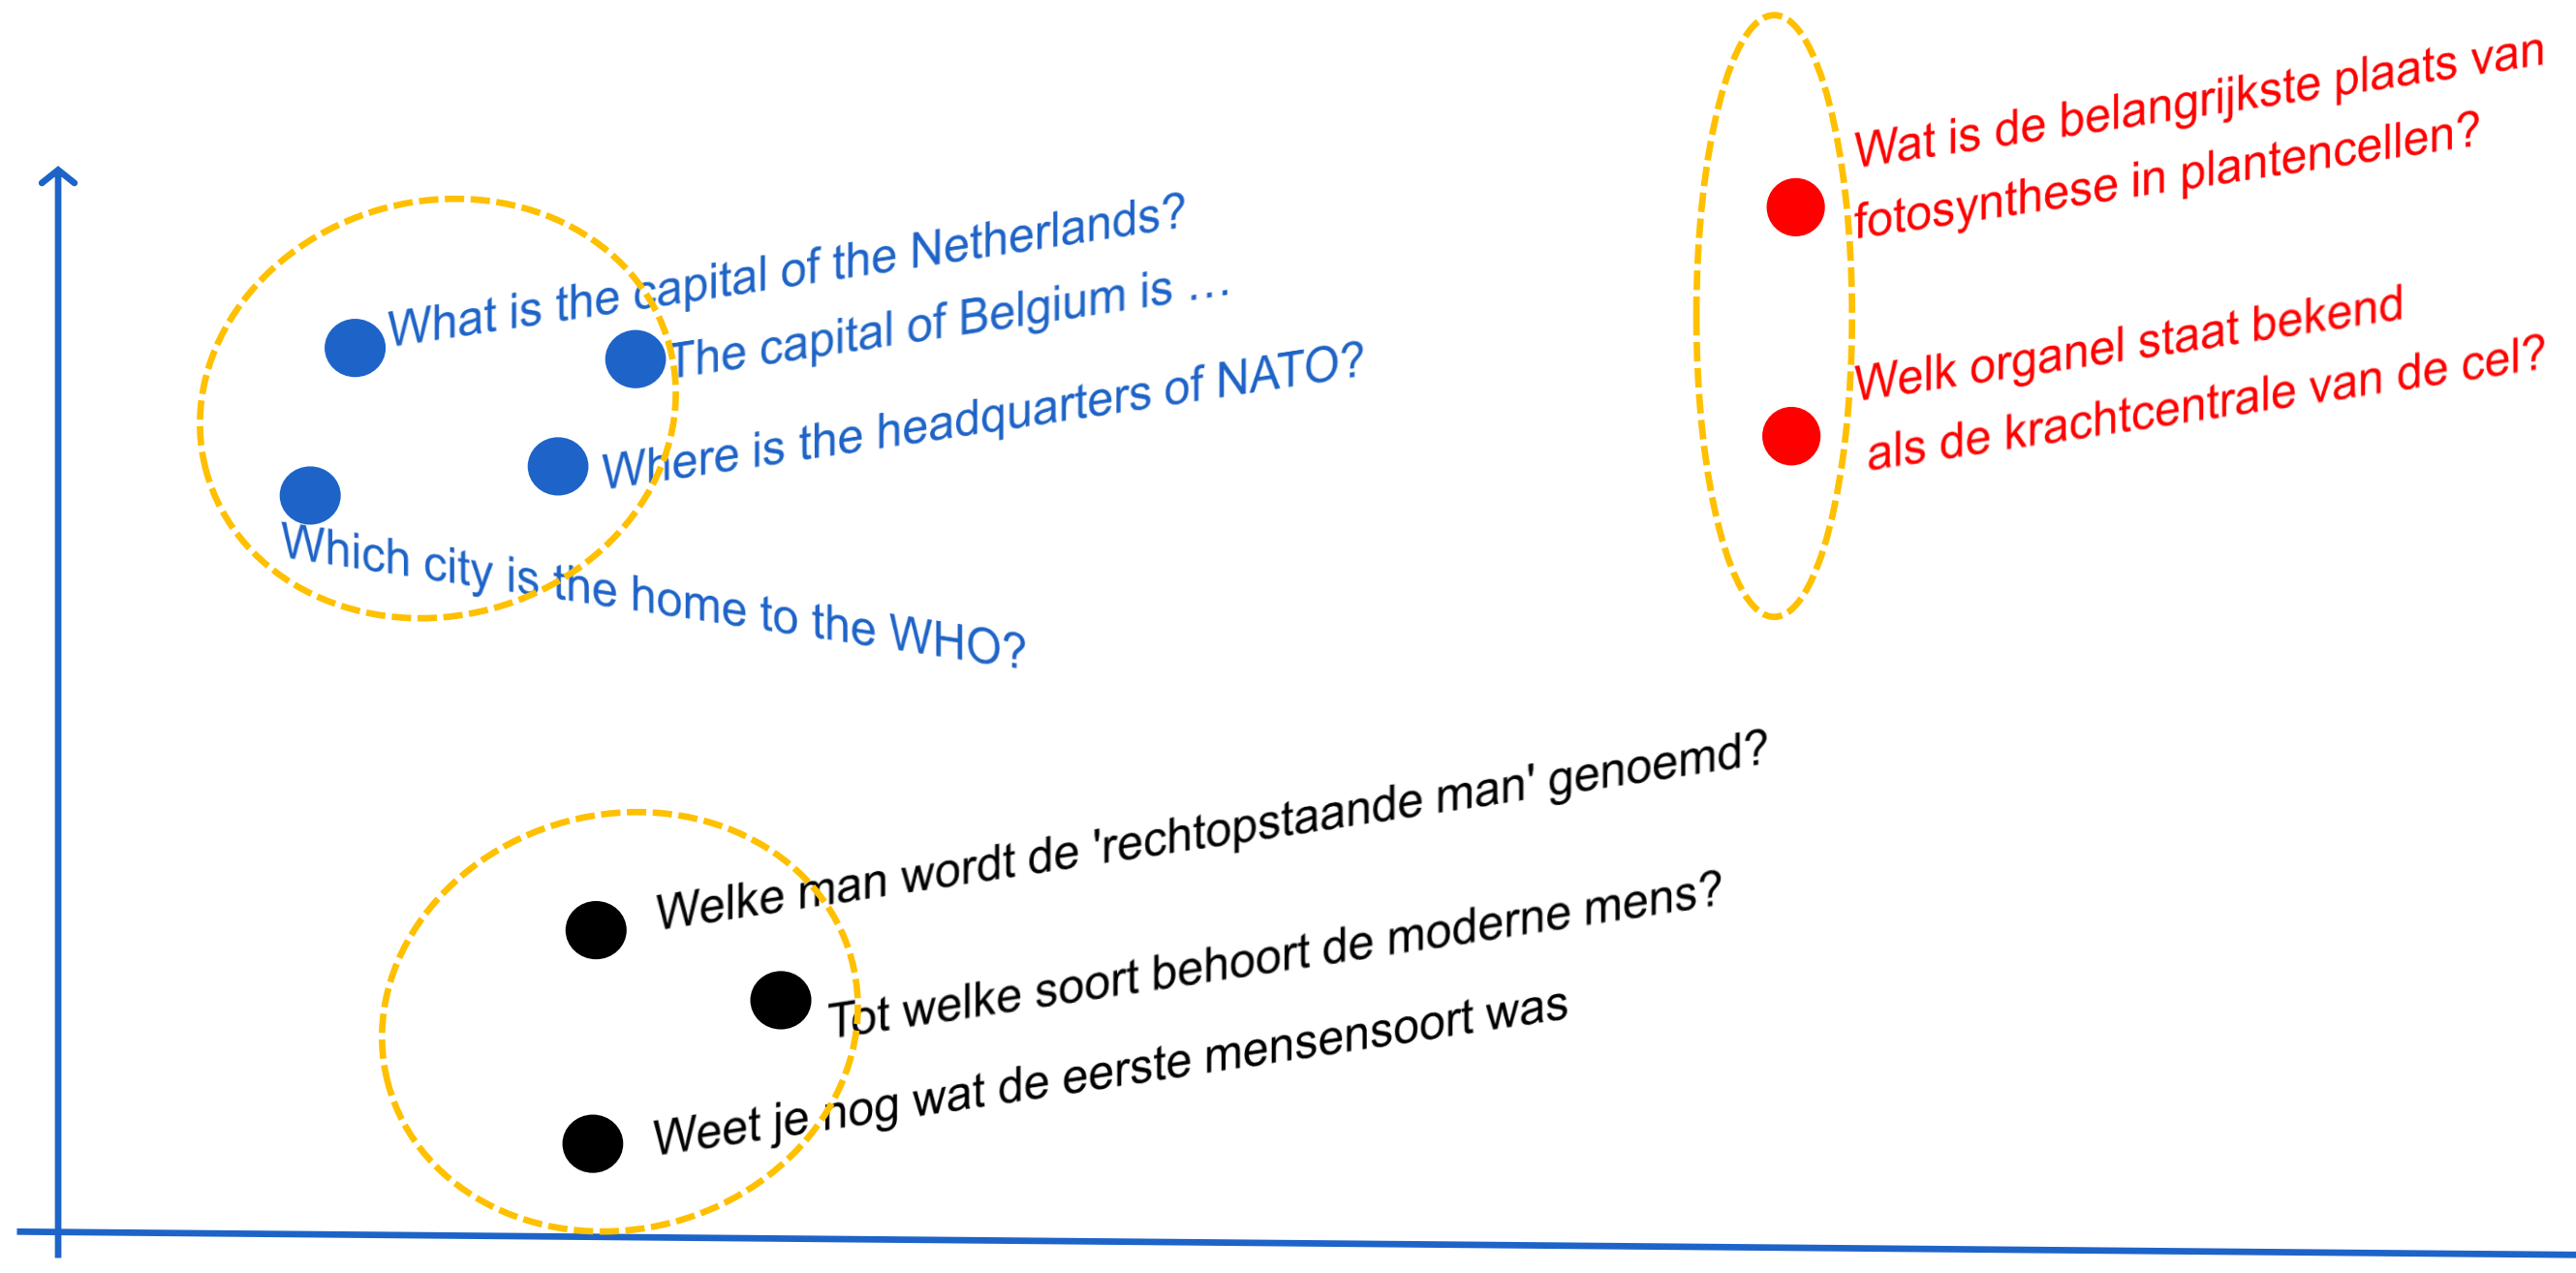 What is the capital of the Netherlands?
The capital of Belgium is …
Where is the headquarters of NATO?
Which city is the home to the WHO?
Wat is de belangrijkste plaats van
fotosynthese in plantencellen?
Welk organel staat bekend
als de krachtcentrale van de cel?
Welke man wordt de 'rechtopstaande man' genoemd?
Tot welke soort behoort de moderne mens?
Weet je nog wat de eerste mensensoort was